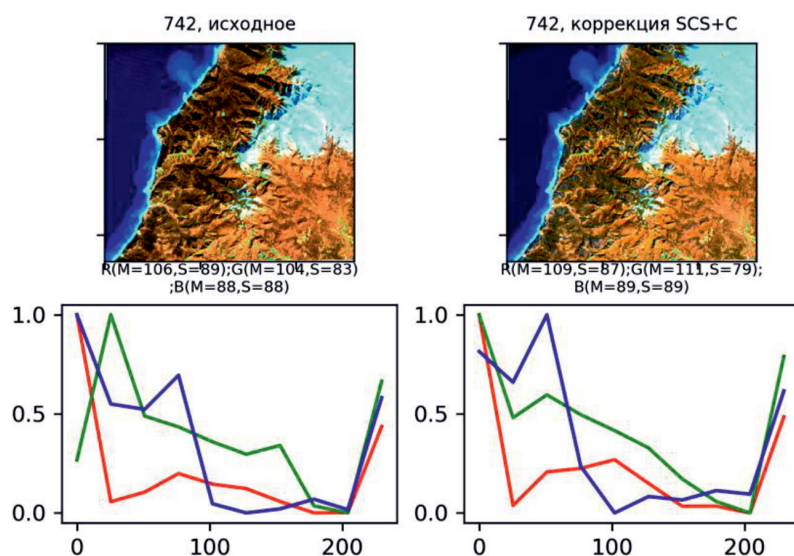 742, исходное
742, коррекция SCS+C
R(M=106,S=89);G(M=104,S=83)
;B(M=88,S=88)
R(M=109,S=87);G(M=111,S=79);
B(M=89,S=89)
1.0
0.5
0.0
0
100
200
1.0
0.5
0.0
0
100
200